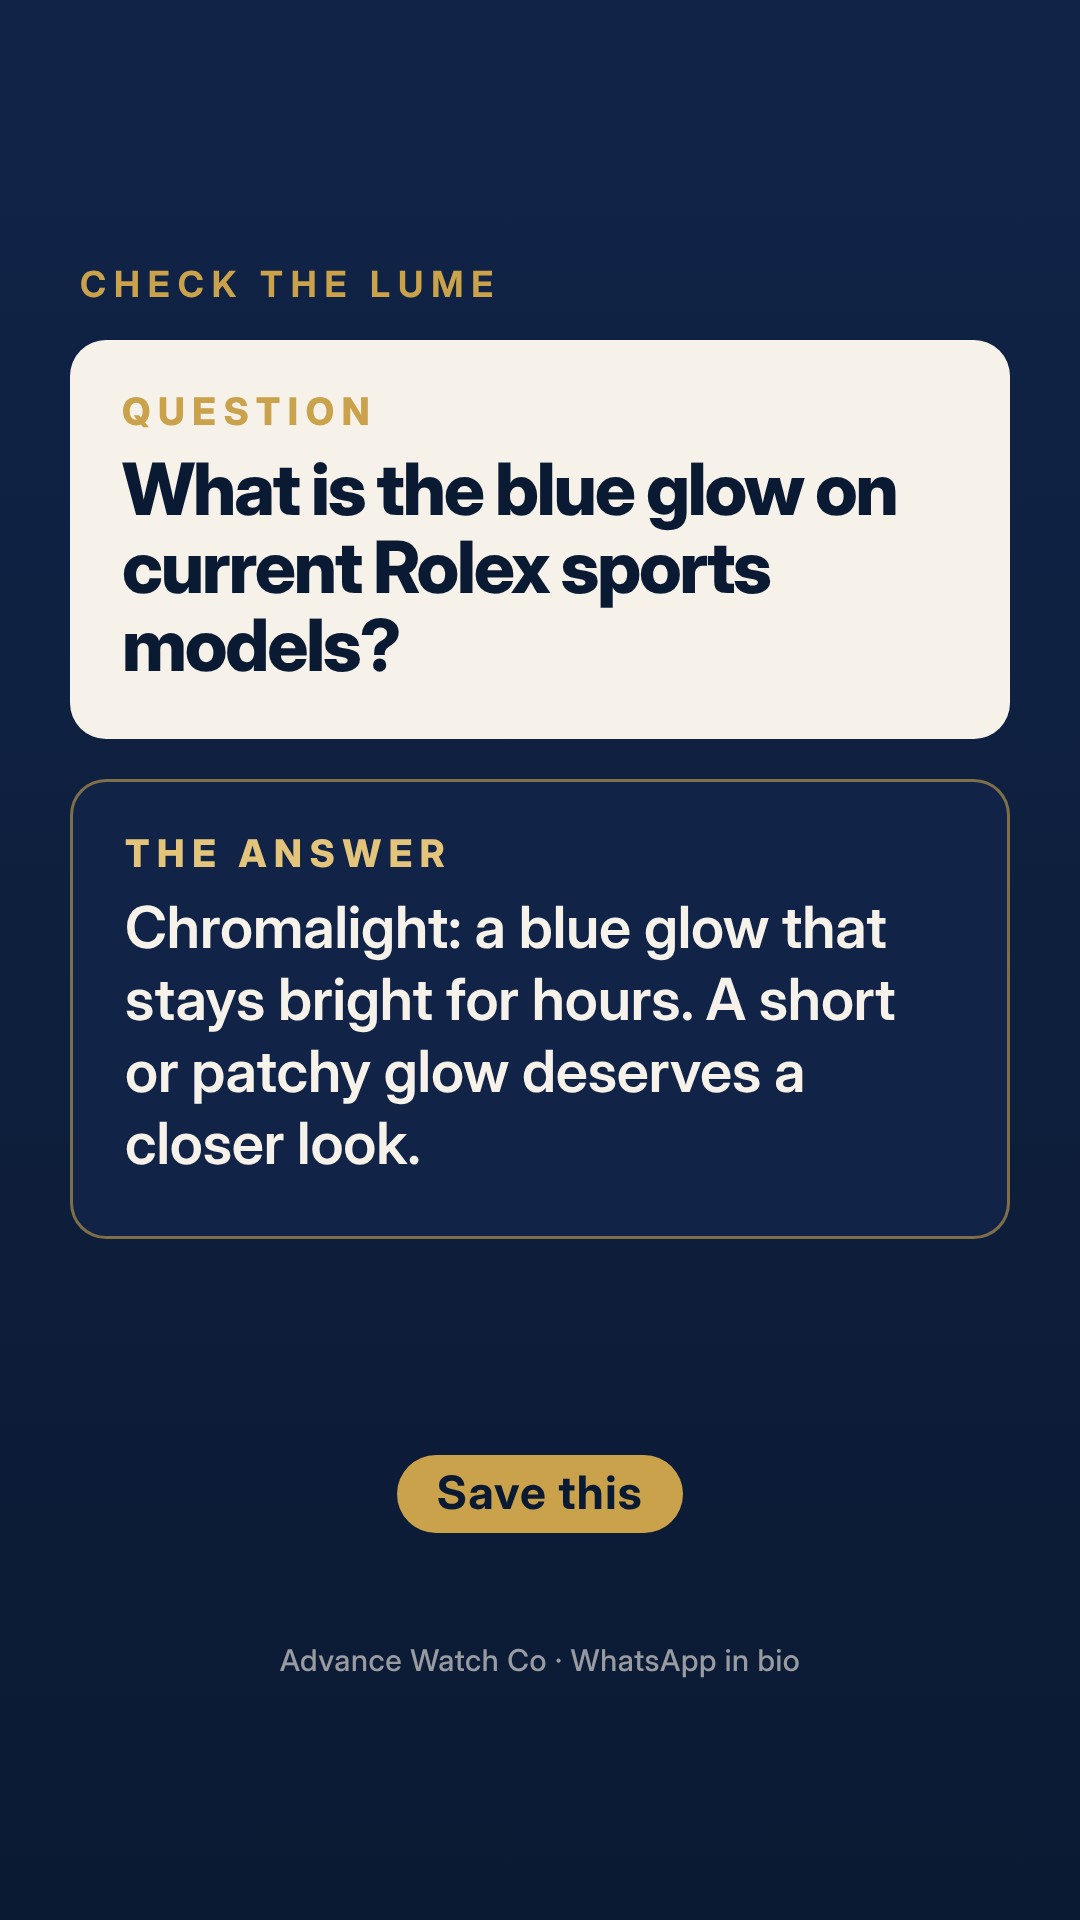 CHECK THE LUME
QUESTION
What is the blue glow on
current Rolex sports
models?
THE ANSWER
Chromalight: a blue glow that
stays bright for hours. A short
or patchy glow deserves a
closer look.
Save this
Advance Watch Co · WhatsApp in bio